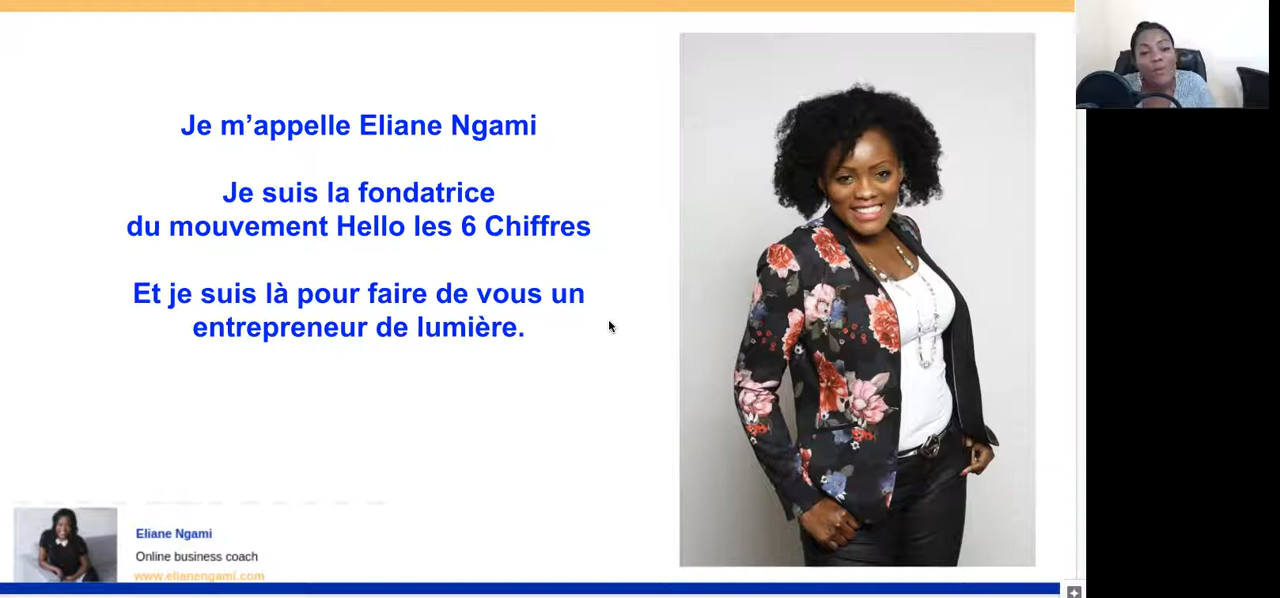 Je m’appelle Eliane Ngami
Je suis la fondatrice
du mouvement Hello les 6 Chiffres
Et je suis là pour faire de vous un
entrepreneur de lumière.
Eliane Ngami
Online business coach
www.elianengami.com